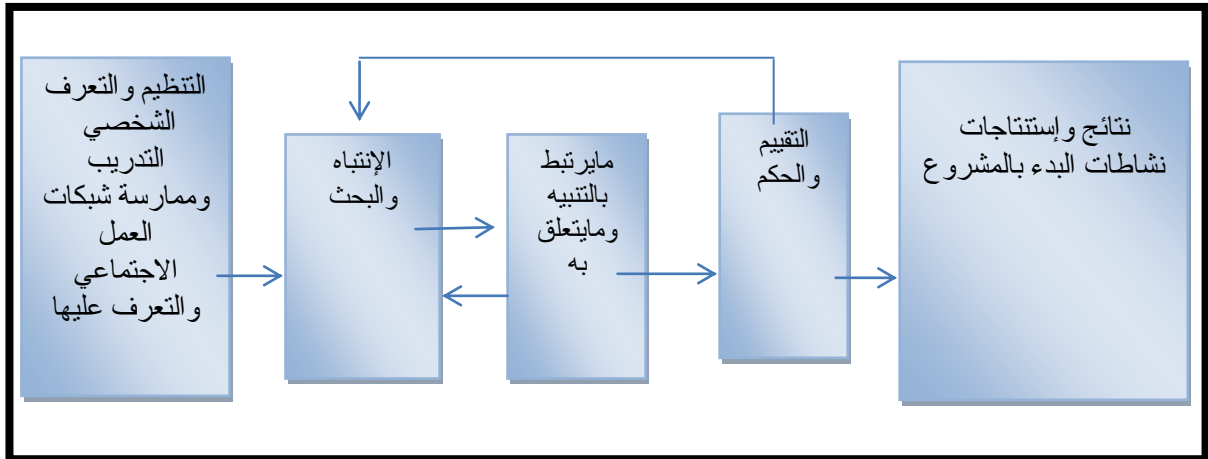 التنظيم والتعرف
الشخصي
التدريب
وممارسة شبكات
العمل
الاجتماعي
والتعرف عليها
الإنتباه
والبحث
مايرتبط
بالتنبيه
ومايتعلق
به
التقييم
والحكم
نتائج وإستنتاجات
نشاطات البدء بالمشروع